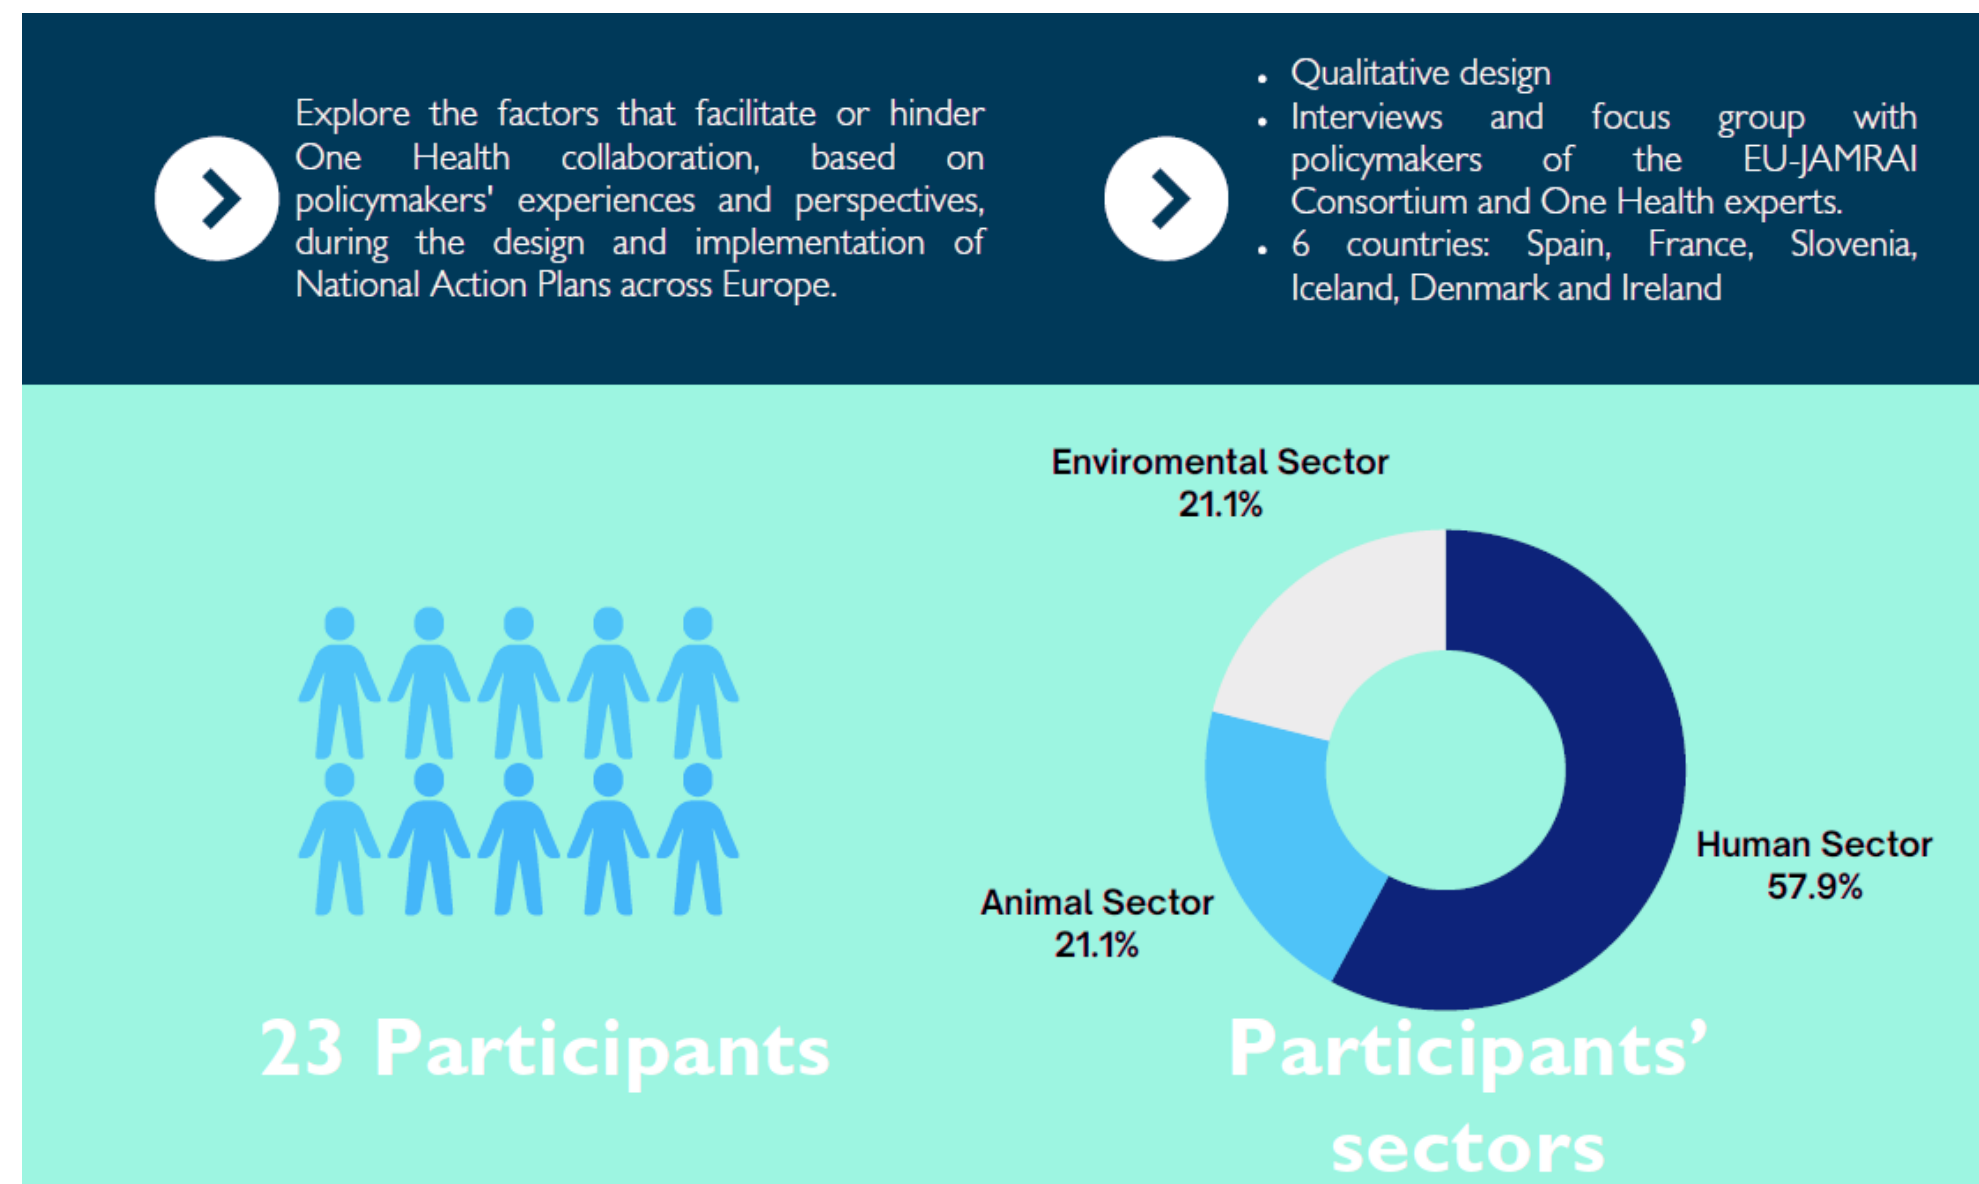 Explore the factors that facilitate or hinder
One Health collaboration, based on
policymakers' experiences and perspectives,
during the design and implementation of
National Action Plans across Europe.
• Qualitative design
• Interviews and focus group with
policymakers of the EU-JAMRAI
Consortium and One Health experts.
• 6 countries: Spain, France, Slovenia,
Iceland, Denmark and Ireland
Enviromental Sector
21.1%
Human Sector
57.9%
Animal Sector
21.1%
23 Participants
Participants’
sectors